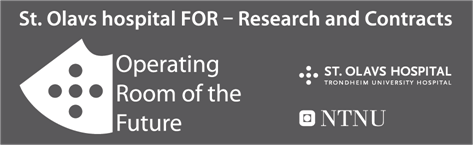 St. Olavs hospital FOR – Research and Contracts
Operating
Room of the
Future
ST. OLAVS HOSPITAL
TRONDHEIM UNIVERSITY HOSPITAL
NTNU